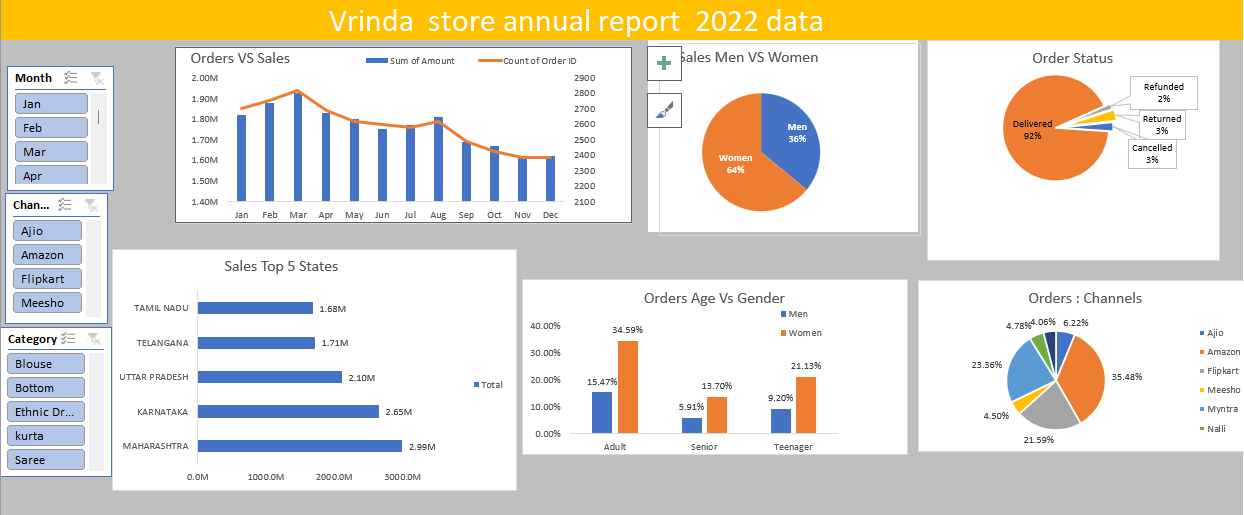 Vrinda  store annual report  2022 data
Month
Jan
Feb
Mar
Apr
Chan...
Ajio
Amazon
Flipkart
Meesho
Category
Blouse
Bottom
Ethnic Dr...
kurta
Saree
Orders VS Sales
Sum of Amount
Count of Order ID
2.00M
1.90M
1.80M
1.70M
1.60M
1.50M
1.40M
2900
2800
2700
2600
2500
2400
2300
2200
2100
Jan Feb Mar Apr May Jun Jul Aug Sep Oct Nov Dec
Sales Men VS Women
Men
36%
Women
64%
Order Status
Delivered
92%
Refunded
2%
Returned
3%
Cancelled
3%
Sales Top 5 States
TAMIL NADU 1.68M
TELANGANA 1.71M
UTTAR PRADESH 2.10M
KARNATAKA 2.65M
MAHARASHTRA 2.99M
0.0M 1000.0M 2000.0M 3000.0M
Total
Orders Age Vs Gender
Men
Women
40.00%
30.00%
20.00%
10.00%
0.00%
15.47% 34.59%
5.91% 13.70%
9.20% 21.13%
Adult Senior Teenager
Orders : Channels
4.78% 4.06% 6.22%
35.48%
23.36%
4.50%
21.59%
Ajio
Amazon
Flipkart
Meesho
Myntra
Nalli